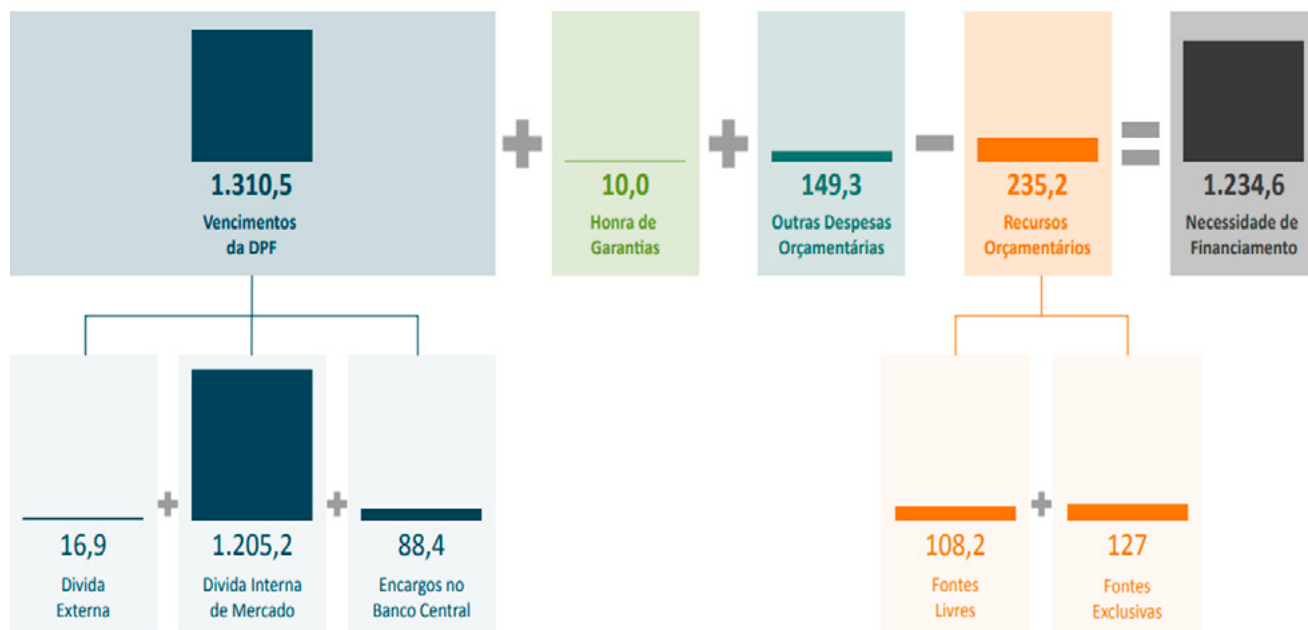 1.310,5
Vencimentos
da DPF
+
10,0
Honra de
Garantias
+
149,3
Outras Despesas
Orçamentárias
−
235,2
Recursos
Orçamentários
=
1.234,6
Necessidade de
Financiamento
16,9
Divida
Externa
+
1.205,2
Divida Interna
de Mercado
+
88,4
Encargos no
Banco Central
108,2
Fontes
Livres
+
127
Fontes
Exclusivas